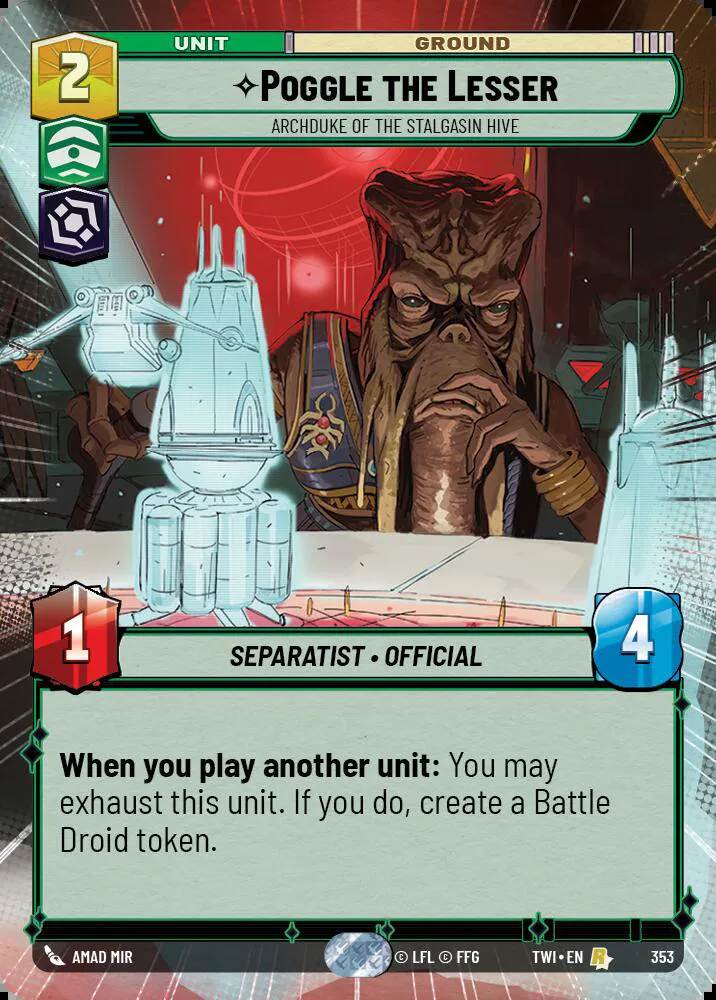 UNIT
GROUND
2
✧POGGLE THE LESSER
ARCHDUKE OF THE STALGASIN HIVE
1
SEPARATIST • OFFICIAL
4
When you play another unit: You may
exhaust this unit. If you do, create a Battle
Droid token.
AMAD MIR
© LFL © FFG
TWI • EN
R
353